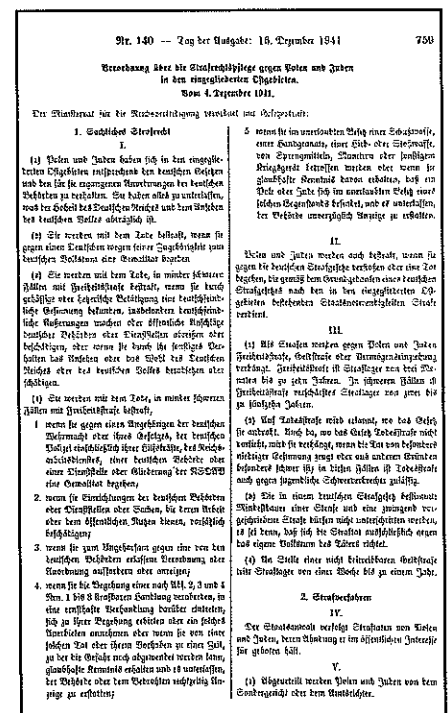 Nr. 140 — Tag der Ausgabe: 16. Dezember 1941 759
Verordnung über die Strafrechtspflege gegen Polen und Juden
in den eingegliederten Ostgebieten.
Vom 4. Dezember 1941.
Der Ministerrat für die Reichsverteidigung verordnet mit Gesetzeskraft:
1. Sachliches Strafrecht
I.
(1) Polen und Juden haben sich in den eingeglie-
derten Ostgebieten entsprechend den deutschen Gesetzen
und den für sie ergangenen Anordnungen der deutschen
Behörden zu verhalten. Sie haben alles zu unterlassen,
was der Hoheit des Deutschen Reiches und dem Ansehen
des deutschen Volkes abträglich ist.
(2) Sie werden mit dem Tode bestraft, wenn sie
gegen einen Deutschen wegen seiner Zugehörigkeit zum
deutschen Volkstum eine Gewalttat begehen.
(3) Sie werden mit dem Tode, in minder schweren
Fällen mit Freiheitsstrafe bestraft, wenn sie durch
gehässige oder hetzerische Betätigung eine deutschfeind-
liche Gesinnung bekunden, insbesondere deutschfeind-
liche Äußerungen machen oder öffentliche Anschläge
deutscher Behörden oder Dienststellen abreißen oder
beschädigen, oder wenn sie durch ihr sonstiges Ver-
halten das Ansehen oder das Wohl des Deutschen
Reiches oder des deutschen Volkes herabsetzen oder
schädigen.
(4) Sie werden mit dem Tode, in minder schweren
Fällen mit Freiheitsstrafe bestraft,
1. wenn sie gegen einen Angehörigen der deutschen
Wehrmacht oder ihres Gefolges, der deutschen
Polizei einschließlich ihrer Hilfskräfte, des Reichs-
arbeitsdienstes, einer deutschen Behörde oder
einer Dienststelle oder Gliederung der NSDAP
eine Gewalttat begehen,
2. wenn sie Einrichtungen der deutschen Behörden
oder Dienststellen oder Sachen, die deren Arbeit
oder dem öffentlichen Nutzen dienen, vorsätzlich
beschädigen;
3. wenn sie zum Ungehorsam gegen eine von den
deutschen Behörden erlassene Verordnung oder
Anordnung auffordern oder anreizen;
4. wenn sie die Begehung einer nach Abs. 2, 3 und 4
Nrn. 1 bis 3 strafbaren Handlung verabreden, in
eine ernsthafte Verhandlung darüber eintreten,
sich zu ihrer Begehung erbieten oder ein solches
Anerbieten annehmen oder wenn sie von einer
solchen Tat oder ihrem Vorhaben zu einer Zeit,
zu der die Gefahr noch abgewendet werden kann,
glaubhafte Kenntnis erhalten und es unterlassen,
der Behörde oder dem Bedrohten rechtzeitig An-
zeige zu erstatten;
5. wenn sie im unerlaubten Besitz einer Schußwaffe,
einer Handgranate, einer Hieb- oder Stoßwaffe,
von Sprengmitteln, Munition oder sonstigem
Kriegsgerät betroffen werden oder wenn sie
glaubhafte Kenntnis davon erhalten, daß ein
Pole oder Jude sich im unerlaubten Besitz eines
solchen Gegenstandes befindet, und es unterlassen,
der Behörde unverzüglich Anzeige zu erstatten.
II.
Polen und Juden werden auch bestraft, wenn sie
gegen die deutschen Strafgesetze verstoßen oder eine Tat
begehen, die gemäß dem Grundgedanken eines deutschen
Strafgesetzes nach den in den eingegliederten Ost-
gebieten bestehenden Staatsnotwendigkeiten Strafe
verdient.
III.
(1) Als Strafen werden gegen Polen und Juden
Freiheitsstrafe, Geldstrafe oder Vermögenseinziehung
verhängt. Freiheitsstrafe ist Straflager von drei Mo-
naten bis zu zehn Jahren. In schweren Fällen ist
Freiheitsstrafe verschärftes Straflager von zwei bis
zu fünfzehn Jahren.
(2) Auf Todesstrafe wird erkannt, wo das Gesetz
sie androht. Auch da, wo das Gesetz Todesstrafe nicht
vorsieht, wird sie verhängt, wenn die Tat von besonders
niedriger Gesinnung zeugt oder aus anderen Gründen
besonders schwer ist; in diesen Fällen ist Todesstrafe
auch gegen jugendliche Schwerverbrecher zulässig.
(3) Die in einem deutschen Strafgesetz bestimmte
Mindestdauer einer Strafe und eine zwingend vor-
geschriebene Strafe dürfen nicht unterschritten werden,
es sei denn, daß sich die Straftat ausschließlich gegen
das eigene Volkstum des Täters richtet.
(4) An Stelle einer nicht beitreibbaren Geldstrafe
tritt Straflager von einer Woche bis zu einem Jahr.
2. Strafverfahren
IV.
Der Staatsanwalt verfolgt Straftaten von Polen
und Juden, deren Ahndung er im öffentlichen Interesse
für geboten hält.
V.
(1) Abgeurteilt werden Polen und Juden von dem
Sondergericht oder dem Amtsrichter.